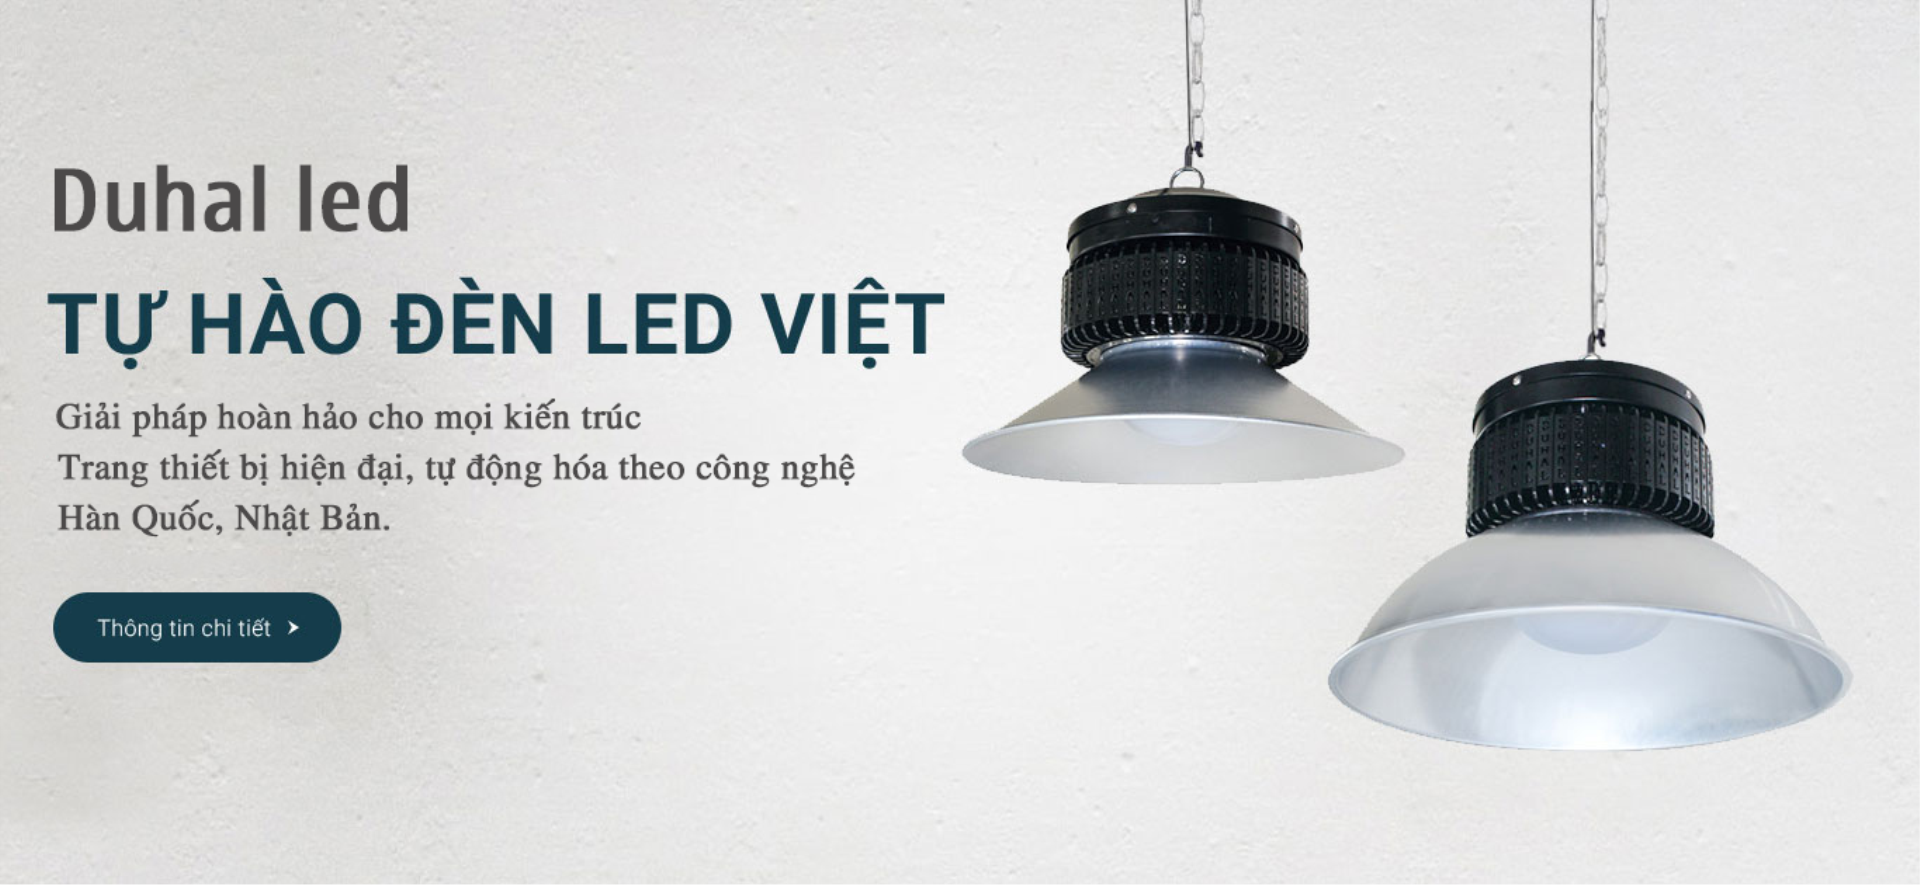 Duhal led
TỰ HÀO ĐÈN LED VIỆT
Giải pháp hoàn hảo cho mọi kiến trúc
Trang thiết bị hiện đại, tự động hóa theo công nghệ
Hàn Quốc, Nhật Bản.
Thông tin chi tiết